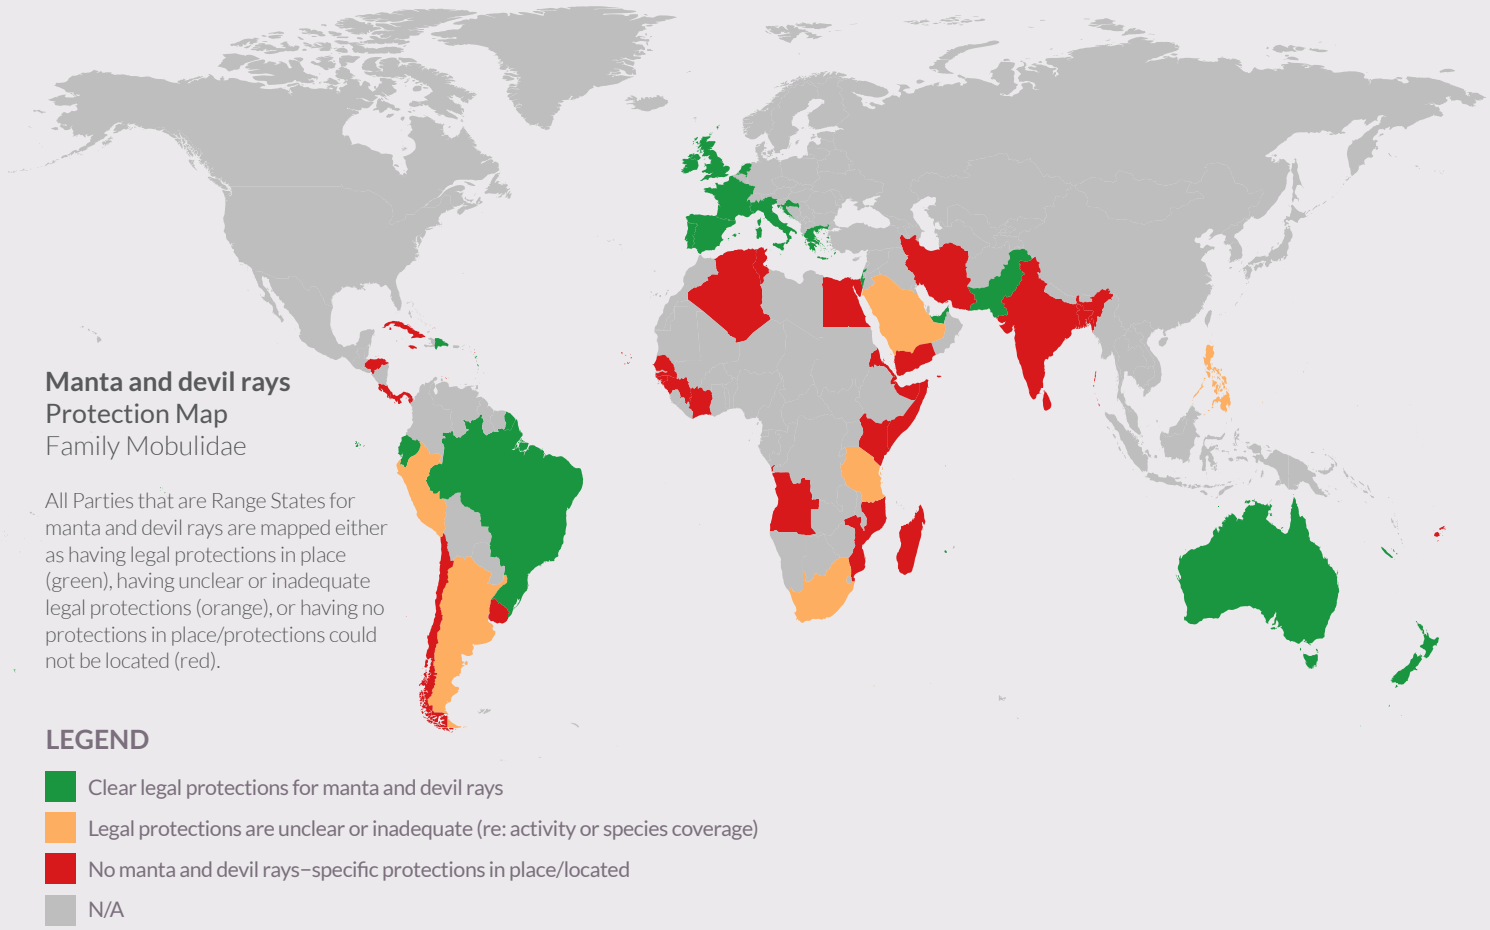 Manta and devil rays
Protection Map
Family Mobulidae
All Parties that are Range States for
manta and devil rays are mapped either
as having legal protections in place
(green), having unclear or inadequate
legal protections (orange), or having no
protections in place/protections could
not be located (red).
LEGEND
Clear legal protections for manta and devil rays
Legal protections are unclear or inadequate (re: activity or species coverage)
No manta and devil rays–specific protections in place/located
N/A